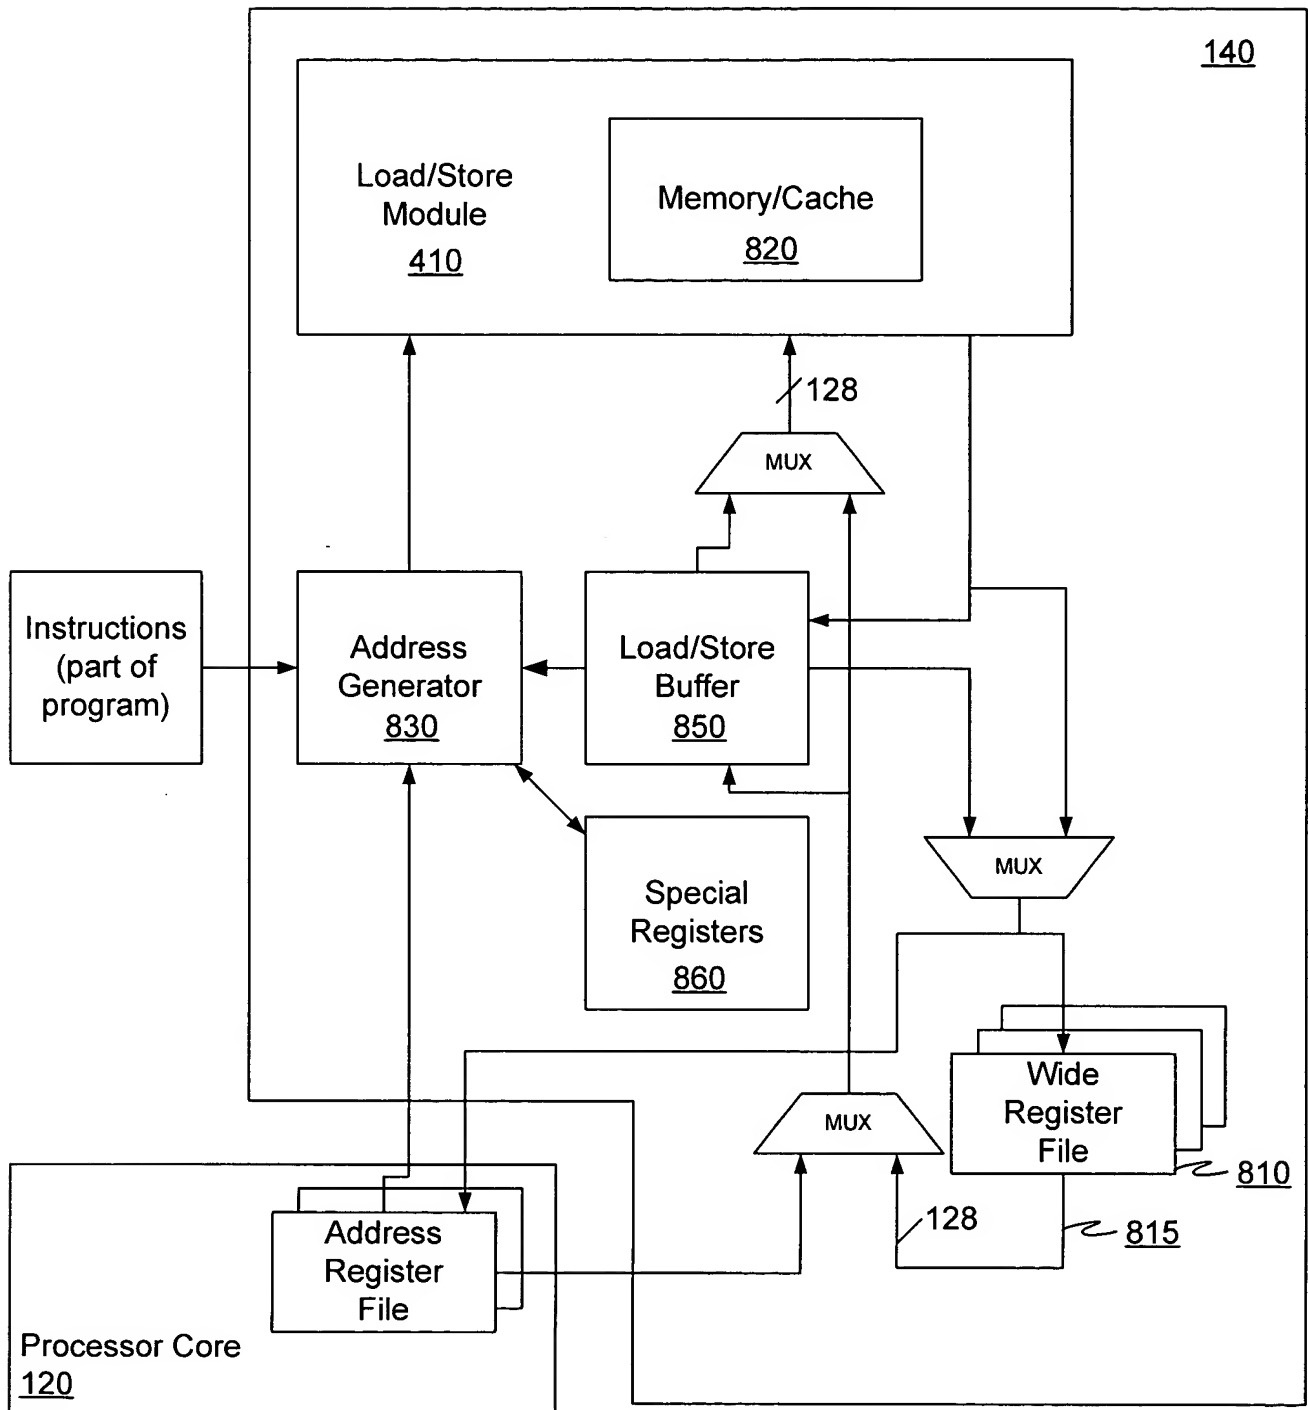 140
Load/Store
Module
410
Memory/Cache
820
128
MUX
Instructions
(part of
program)
Address
Generator
830
Load/Store
Buffer
850
MUX
Special
Registers
860
Wide
Register
File
810
MUX
128
815
Address
Register
File
Processor Core
120